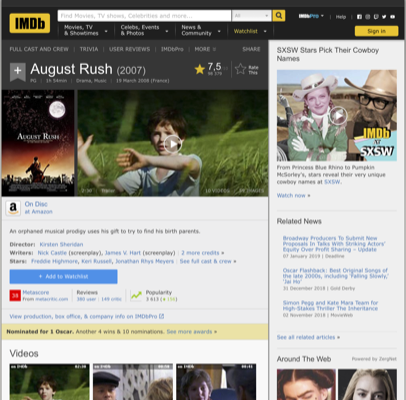 IMDb
Find Movies, TV shows, Celebrities and more...
All
IMDbPro
Help
Movies, TV & Showtimes
Celebs, Events & Photos
News & Community
Watchlist
Sign in
FULL CAST AND CREW | TRIVIA | USER REVIEWS | IMDbPro | MORE
SHARE
August Rush (2007)
7,5
Rate This
PG | 1h 54min | Drama, Music | 19 March 2008 (France)
AUGUST RUSH
Trailer
On Disc
at Amazon
An orphaned musical prodigy uses his gift to try to find his birth parents.
Director: Kirsten Sheridan
Writers: Nick Castle (screenplay), James V. Hart (screenplay) | 2 more credits »
Stars: Freddie Highmore, Keri Russell, Jonathan Rhys Meyers | See full cast & crew »
+ Add to Watchlist
38
Metascore
From metacritic.com
Reviews
360 user | 149 critic
Popularity
View production, box office, & company info on IMDbPro
Nominated for 1 Oscar. Another 4 wins & 10 nominations. See more awards »
Videos
SXSW Stars Pick Their Cowboy
Names
IMDb
at
SXSW
From Princess Blue Rhino to Pumpkin
McSorley's, stars reveal their very unique
cowboy names at SXSW.
Watch now »
Related News
Broadway Producers To Submit New
Proposals In Talks With Striking Actors'
Equity Over Profit Sharing – Update
07 January 2019 | Deadline
Oscar Flashback: Best Original Songs of
the late 2000s, including 'Falling Slowly,'
'Jai Ho'
31 December 2018 | Gold Derby
Simon Pegg and Kate Mara Team for
High-Stakes Thriller The Inheritance
02 November 2018 | MovieWeb
See all related articles »
Around The Web
Powered by ZergNet